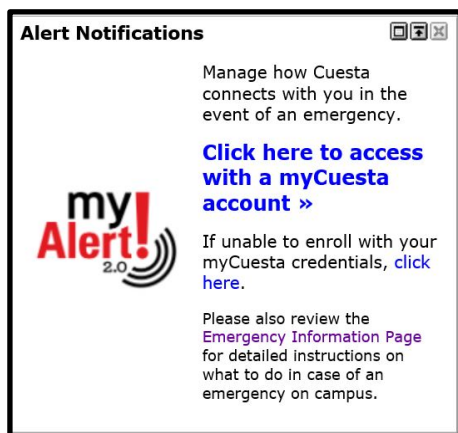 Alert Notifications
Manage how Cuesta
connects with you in the
event of an emergency.
Click here to access
with a myCuesta
account »
my
Alert!
2.0
If unable to enroll with your
myCuesta credentials, click
here.
Please also review the
Emergency Information Page
for detailed instructions on
what to do in case of an
emergency on campus.